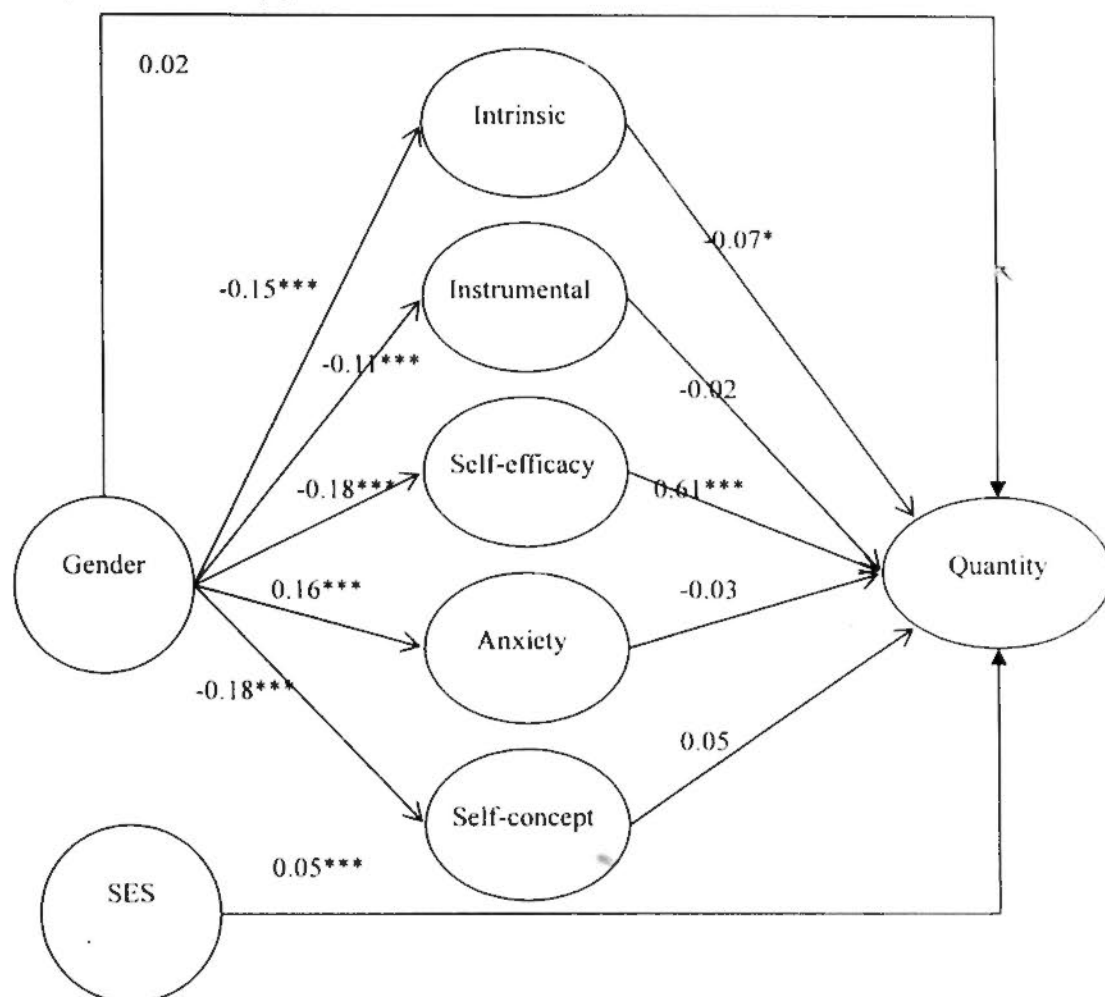 0.02
Intrinsic
-0.07*
-0.15***
Instrumental
-0.11***
-0.02
Self-efficacy
-0.18***
0.61***
Gender
Quantity
0.16***
-0.03
Anxiety
-0.18***
0.05
Self-concept
0.05***
SES